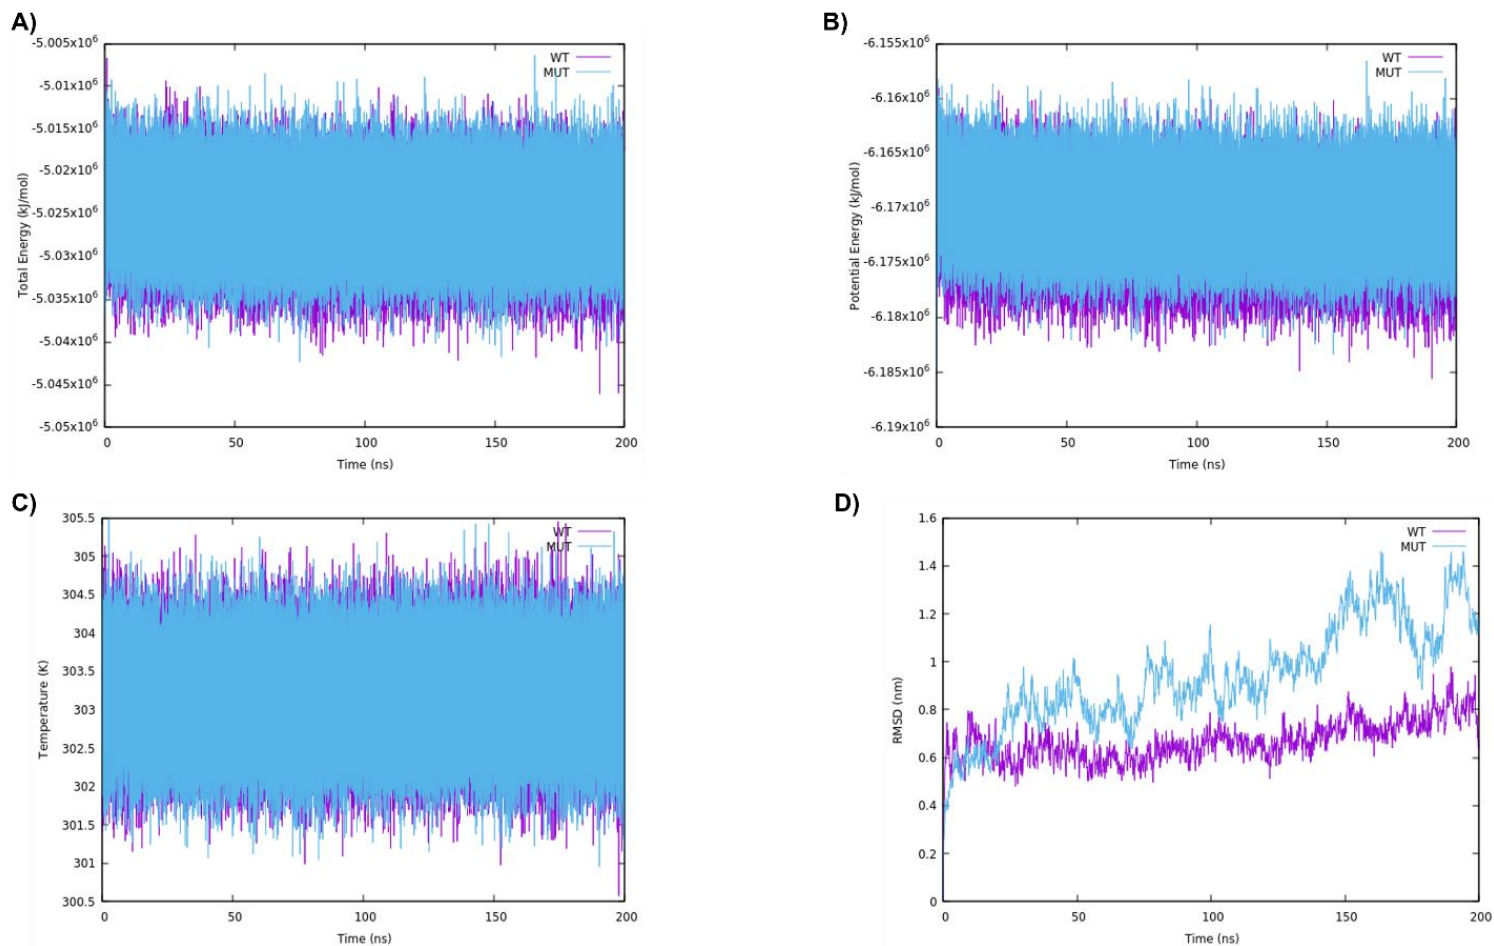 A)
-5.005x10⁶
-5.01x10⁶
-5.015x10⁶
-5.02x10⁶
-5.025x10⁶
-5.03x10⁶
-5.035x10⁶
-5.04x10⁶
-5.045x10⁶
-5.05x10⁶
Total Energy (kJ/mol)
WT
MUT
0 50 100 150 200
Time (ns)
B)
-6.155x10⁶
-6.16x10⁶
-6.165x10⁶
-6.17x10⁶
-6.175x10⁶
-6.18x10⁶
-6.185x10⁶
-6.19x10⁶
Potential Energy (kJ/mol)
WT
MUT
0 50 100 150 200
Time (ns)
C)
305.5
305
304.5
304
303.5
303
302.5
302
301.5
301
300.5
Temperature (K)
WT
MUT
0 50 100 150 200
Time (ns)
D)
1.6
1.4
1.2
1
0.8
0.6
0.4
0.2
0
RMSD (nm)
WT
MUT
0 50 100 150 200
Time (ns)